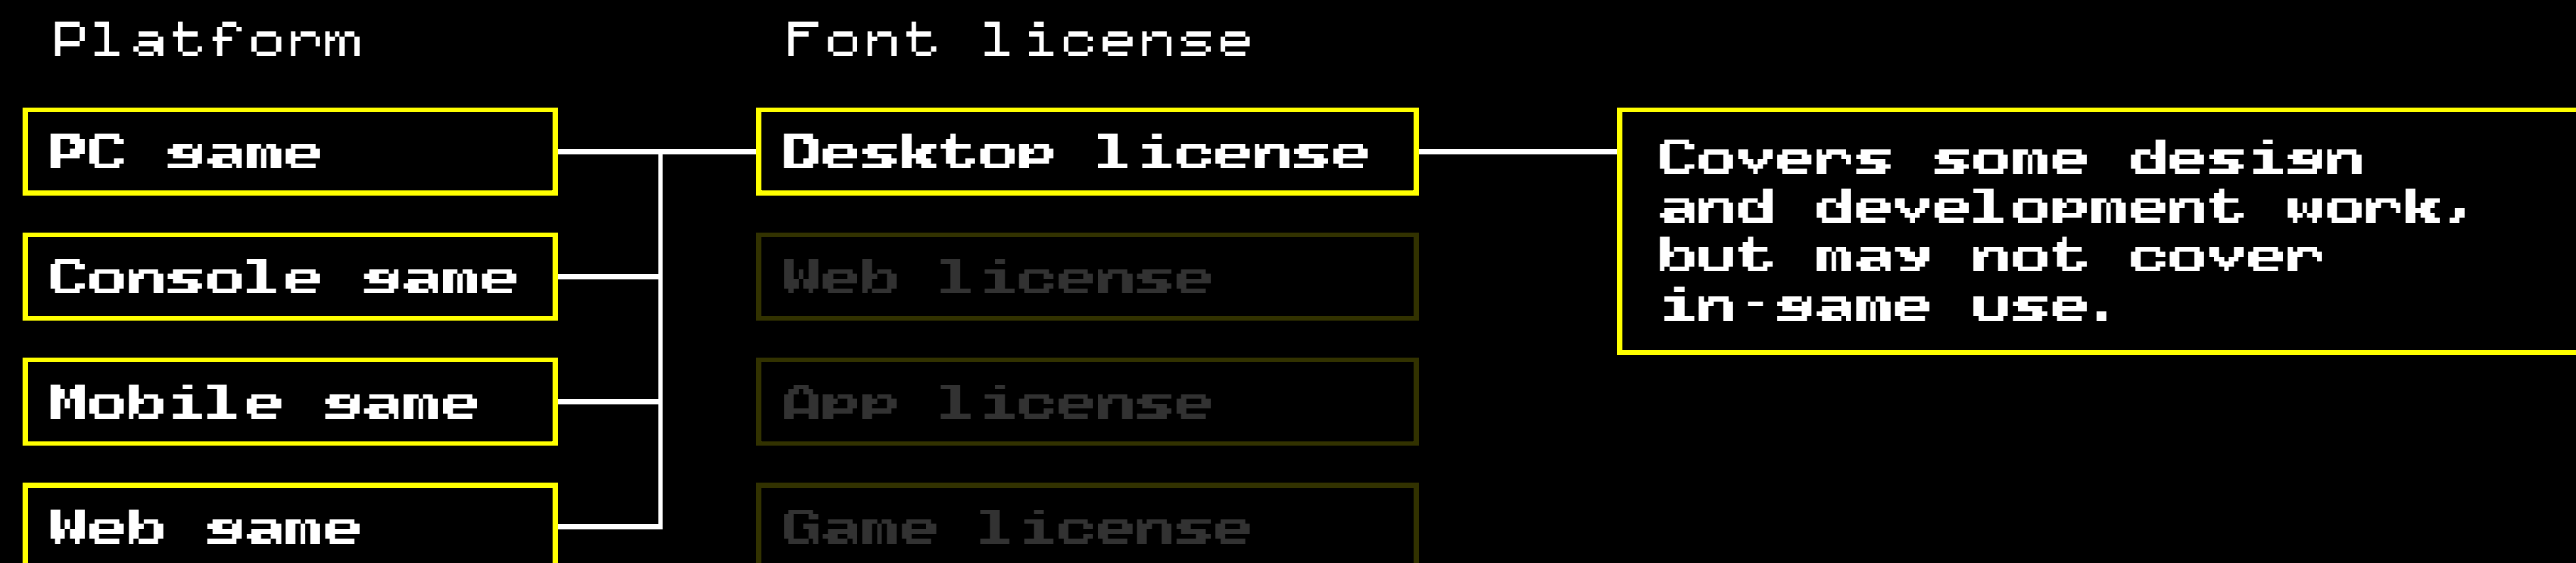 Platform
Font license
PC game
Desktop license
Covers some design
and development work,
but may not cover
in-game use.
Console game
Web license
Mobile game
App license
Web game
Game license